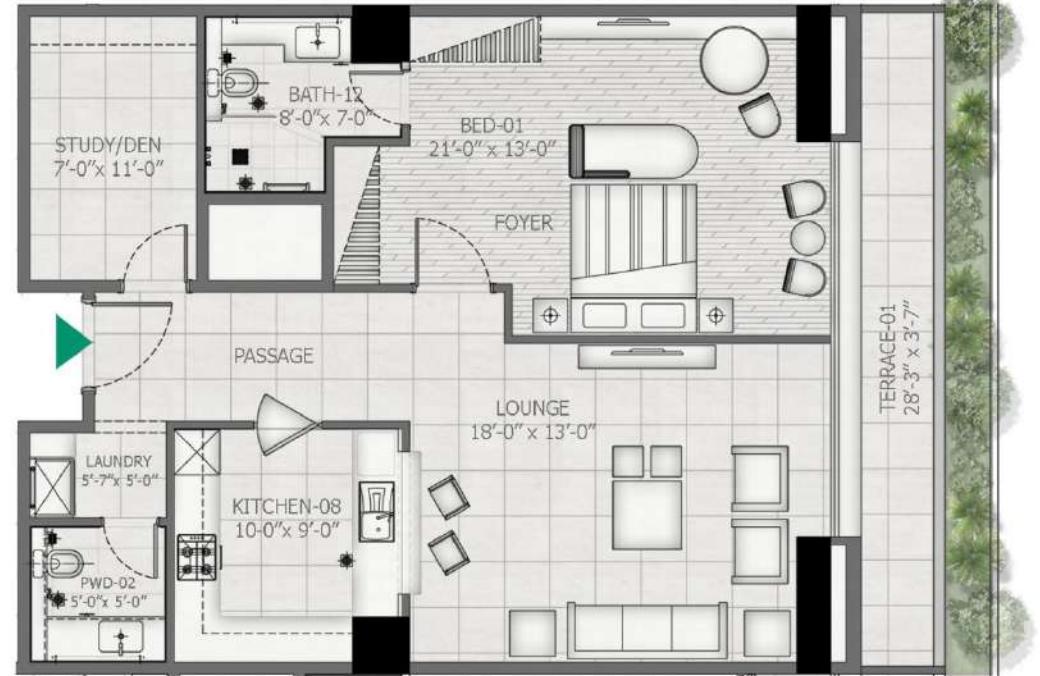 STUDY/DEN
7'-0"x 11'-0"
BATH-12
8'-0"x 7-0"
BED-01
21'-0" x 13'-0"
FOYER
PASSAGE
LOUNGE
18'-0" x 13'-0"
TERRACE-01
28'-3" x 3'-7"
LAUNDRY
5'-7"x 5'-0"
KITCHEN-08
10-0"x 9'-0"
PWD-02
5'-0"x 5'-0"